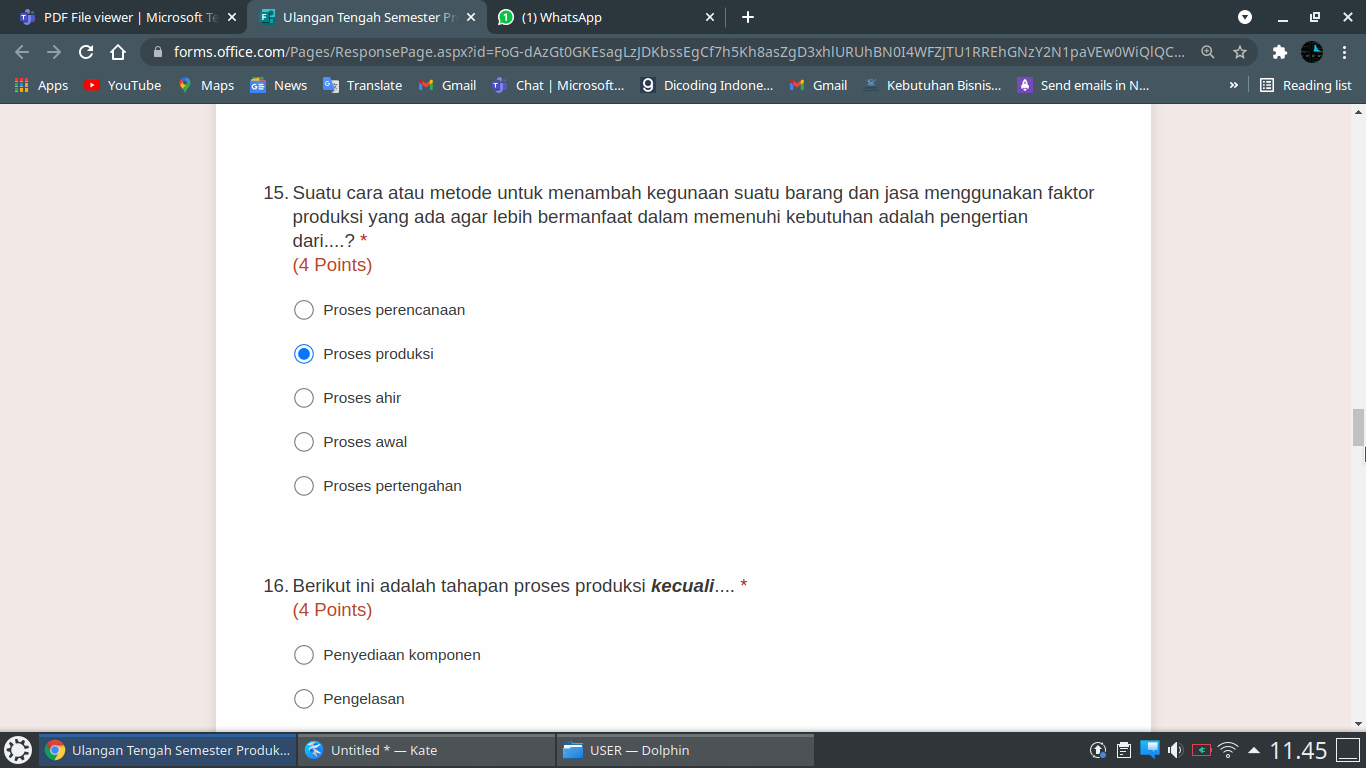 PDF File viewer | Microsoft Te
Ulangan Tengah Semester Pr
(1) WhatsApp
forms.office.com/Pages/ResponsePage.aspx?id=FoG-dAzGt0GKEsagLzJDKbssEgCf7h5Kh8asZgD3xhlURUhBN0I4WFZJTU1RREhGNzY2N1paVEw0WiQlQC...
Apps YouTube Maps News Translate Gmail Chat | Microsoft... Dicoding Indone... Gmail Kebutuhan Bisnis... Send emails in N... » Reading list
15. Suatu cara atau metode untuk menambah kegunaan suatu barang dan jasa menggunakan faktor
produksi yang ada agar lebih bermanfaat dalam memenuhi kebutuhan adalah pengertian
dari....? *
(4 Points)
Proses perencanaan
Proses produksi
Proses ahir
Proses awal
Proses pertengahan
16. Berikut ini adalah tahapan proses produksi kecuali.... *
(4 Points)
Penyediaan komponen
Pengelasan
Ulangan Tengah Semester Produk...
Untitled * — Kate
USER — Dolphin
11.45